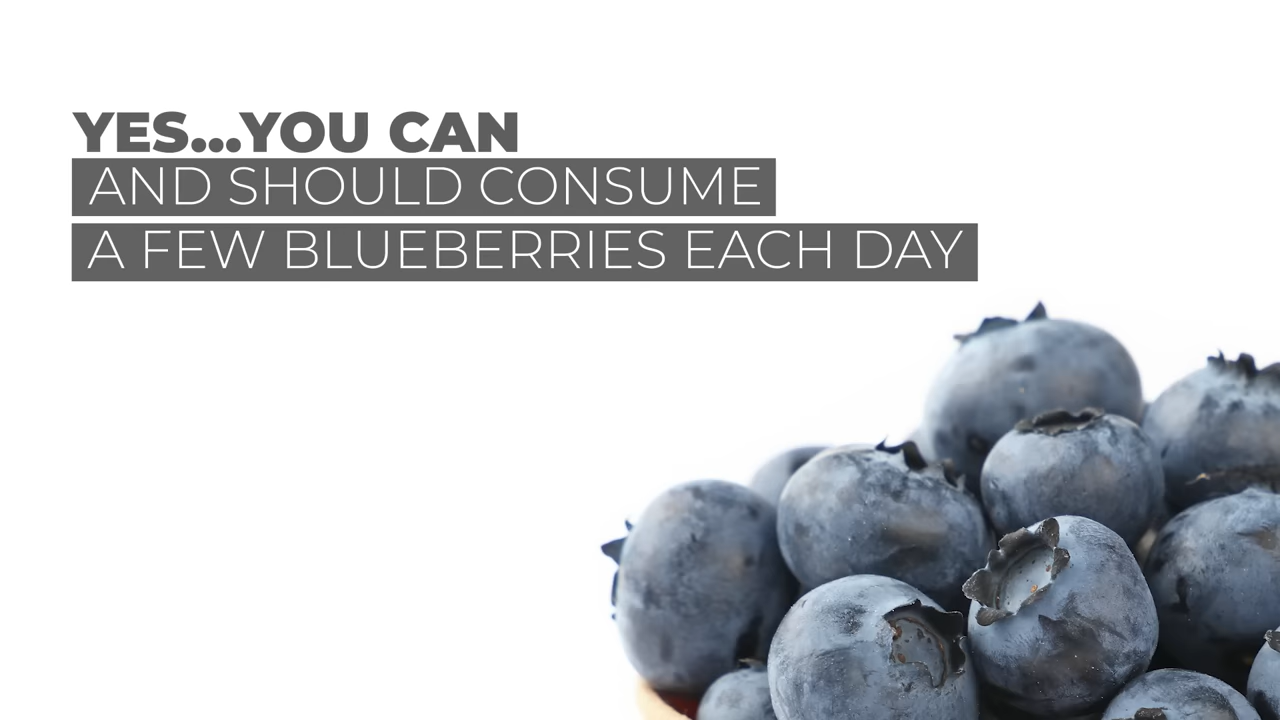 YES...YOU CAN
AND SHOULD CONSUME
A FEW BLUEBERRIES EACH DAY